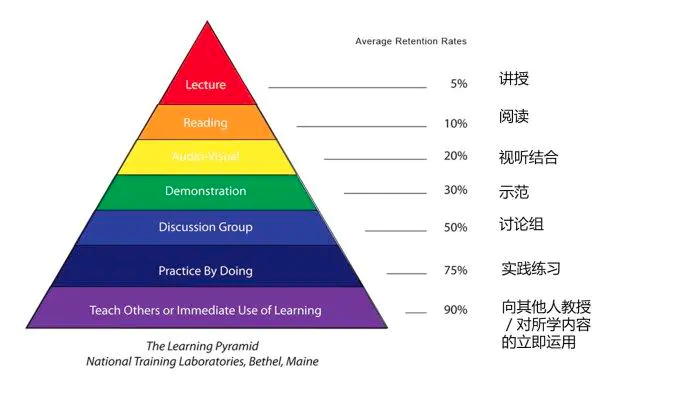 Average Retention Rates
Lecture 5% 讲授
Reading 10% 阅读
Audio-Visual 20% 视听结合
Demonstration 30% 示范
Discussion Group 50% 讨论组
Practice By Doing 75% 实践练习
Teach Others or Immediate Use of Learning 90% 向其他人教授
/对所学内容
的立即运用
The Learning Pyramid
National Training Laboratories, Bethel, Maine